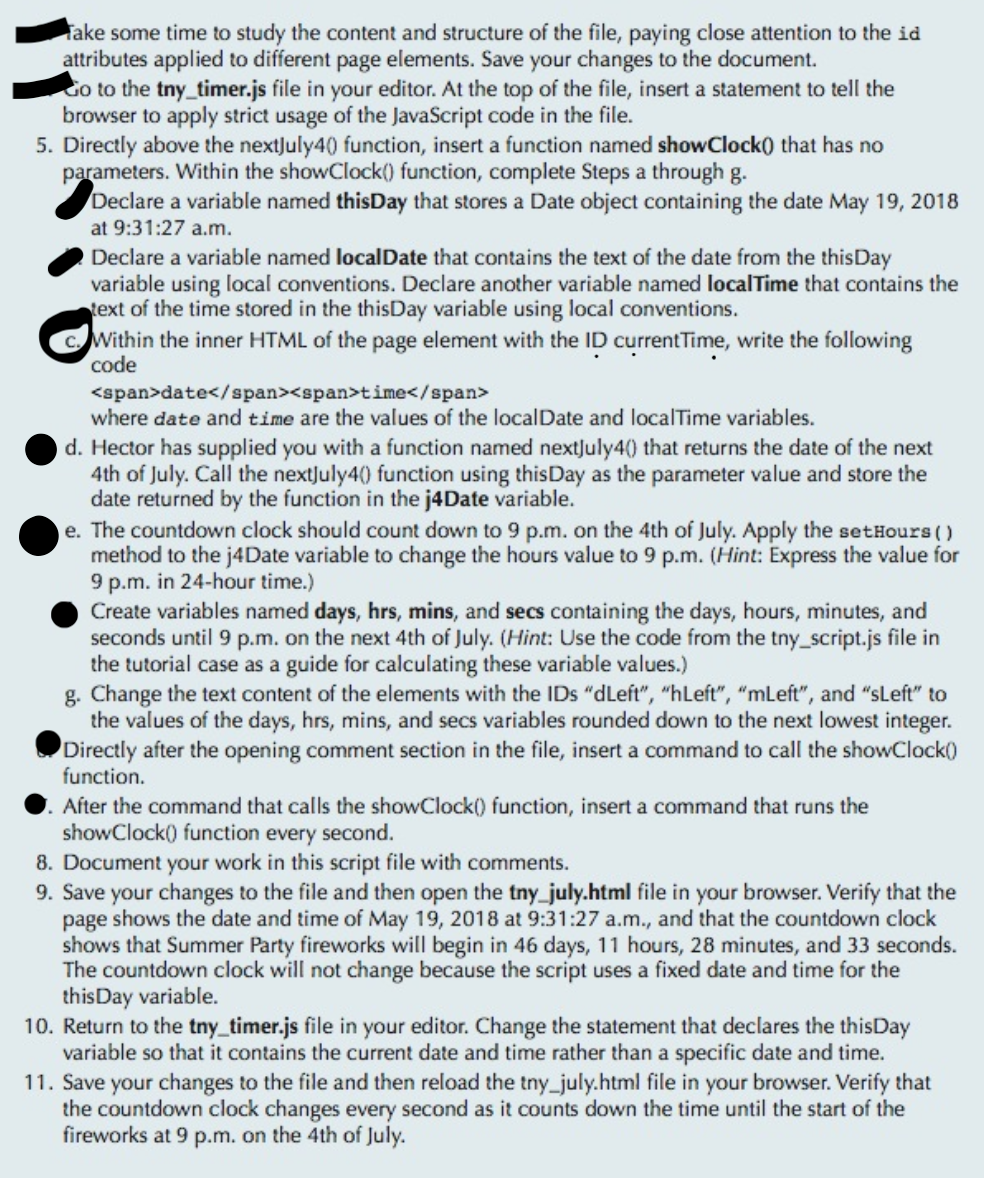 Take some time to study the content and structure of the file, paying close attention to the id
attributes applied to different page elements. Save your changes to the document.
Go to the tny_timer.js file in your editor. At the top of the file, insert a statement to tell the
browser to apply strict usage of the JavaScript code in the file.
5. Directly above the nextJuly4() function, insert a function named showClock() that has no
parameters. Within the showClock() function, complete Steps a through g.
Declare a variable named thisDay that stores a Date object containing the date May 19, 2018
at 9:31:27 a.m.
Declare a variable named localDate that contains the text of the date from the thisDay
variable using local conventions. Declare another variable named localTime that contains the
text of the time stored in the thisDay variable using local conventions.
c. Within the inner HTML of the page element with the ID currentTime, write the following
code
<span>date</span><span>time</span>
where date and time are the values of the localDate and localTime variables.
d. Hector has supplied you with a function named nextJuly4() that returns the date of the next
4th of July. Call the nextJuly4() function using thisDay as the parameter value and store the
date returned by the function in the j4Date variable.
e. The countdown clock should count down to 9 p.m. on the 4th of July. Apply the setHours()
method to the j4Date variable to change the hours value to 9 p.m. (Hint: Express the value for
9 p.m. in 24-hour time.)
Create variables named days, hrs, mins, and secs containing the days, hours, minutes, and
seconds until 9 p.m. on the next 4th of July. (Hint: Use the code from the tny_script.js file in
the tutorial case as a guide for calculating these variable values.)
g. Change the text content of the elements with the IDs “dLeft”, “hLeft”, “mLeft”, and “sLeft” to
the values of the days, hrs, mins, and secs variables rounded down to the next lowest integer.
Directly after the opening comment section in the file, insert a command to call the showClock()
function.
After the command that calls the showClock() function, insert a command that runs the
showClock() function every second.
8. Document your work in this script file with comments.
9. Save your changes to the file and then open the tny_july.html file in your browser. Verify that the
page shows the date and time of May 19, 2018 at 9:31:27 a.m., and that the countdown clock
shows that Summer Party fireworks will begin in 46 days, 11 hours, 28 minutes, and 33 seconds.
The countdown clock will not change because the script uses a fixed date and time for the
thisDay variable.
10. Return to the tny_timer.js file in your editor. Change the statement that declares the thisDay
variable so that it contains the current date and time rather than a specific date and time.
11. Save your changes to the file and then reload the tny_july.html file in your browser. Verify that
the countdown clock changes every second as it counts down the time until the start of the
fireworks at 9 p.m. on the 4th of July.